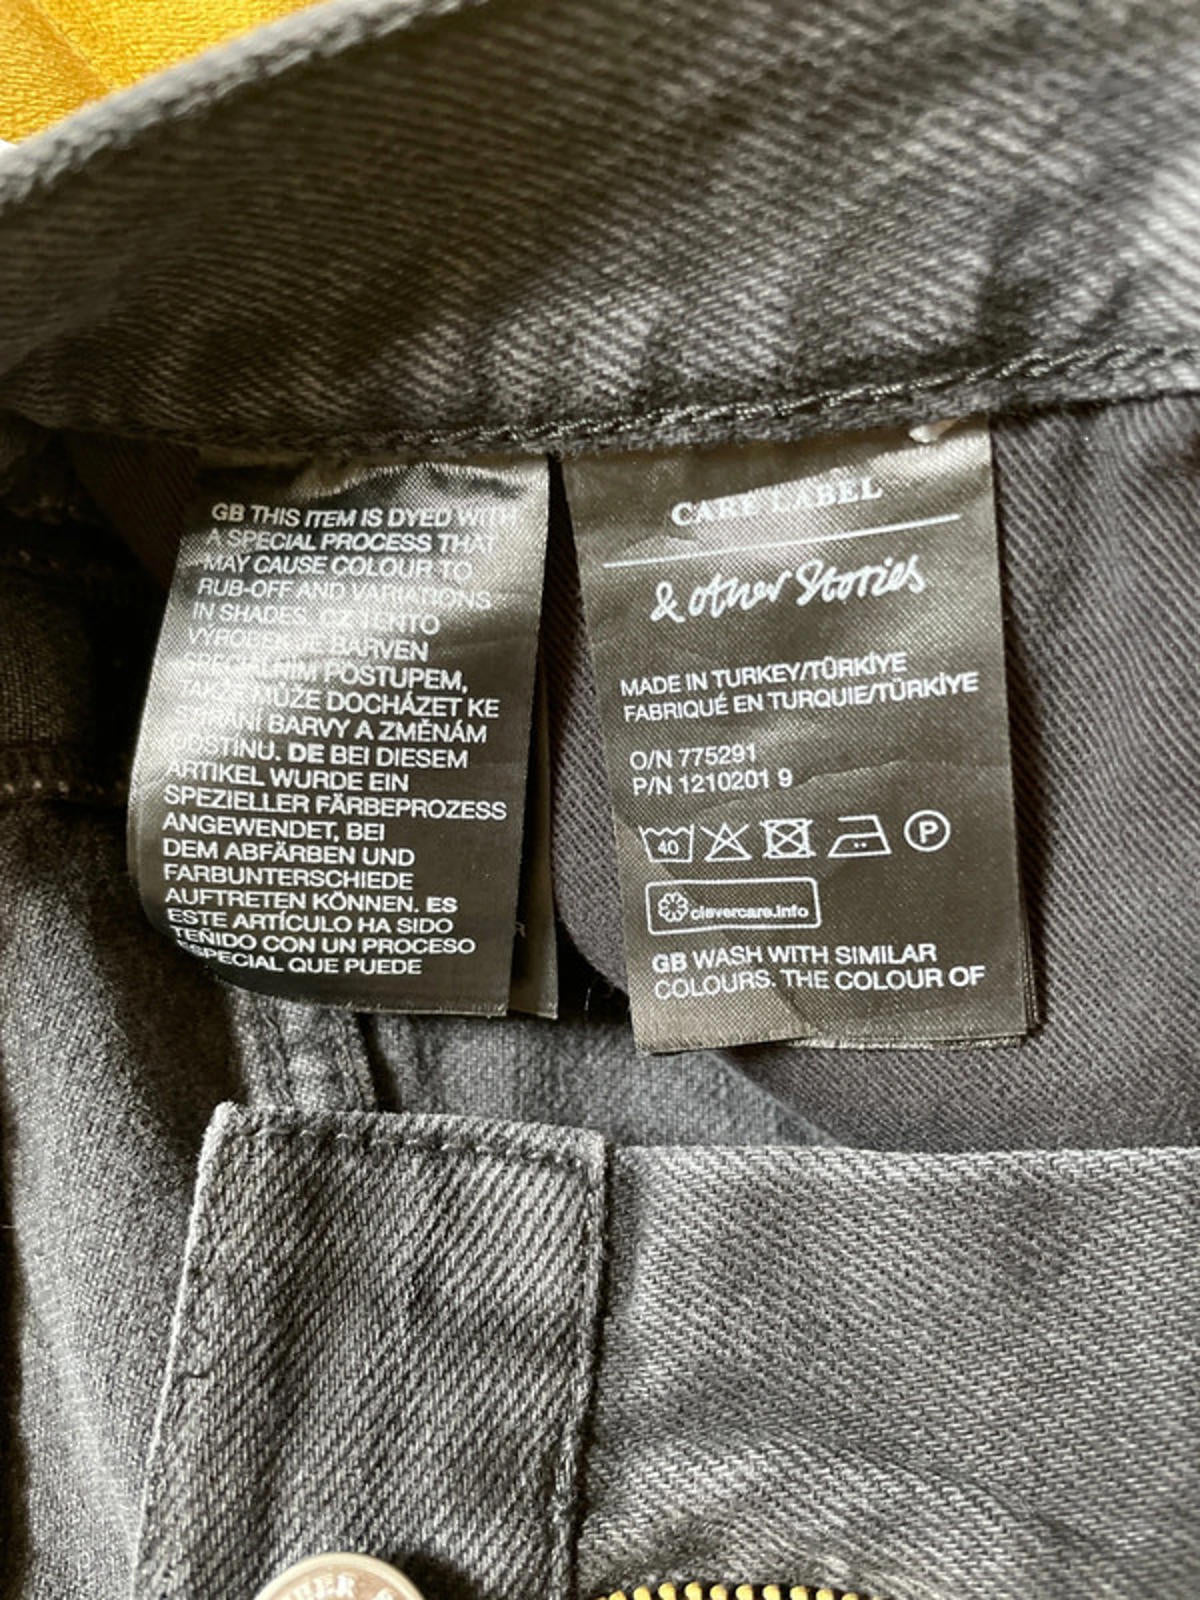 GB THIS ITEM IS DYED WITH
A SPECIAL PROCESS THAT
MAY CAUSE COLOUR TO
RUB-OFF AND VARIATIONS
IN SHADES. CZ TENTO
VÝROBEK JE BARVEN
SPECIÁLNÍM POSTUPEM,
TAKŽE MŮŽE DOCHÁZET KE
BARVY A ZMĚNÁM
ODSTÍNU. DE BEI DIESEM
ARTIKEL WURDE EIN
SPEZIELLER FÄRBEPROZESS
ANGEWENDET, BEI
DEM ABFÄRBEN UND
FARBUNTERSCHIEDE
AUFTRETEN KÖNNEN. ES
ESTE ARTÍCULO HA SIDO
TEÑIDO CON UN PROCESO
ESPECIAL QUE PUEDE
CARE LABEL
& other Stories
MADE IN TURKEY/TÜRKİYE
FABRIQUÉ EN TURQUIE/TÜRKİYE
O/N 775291
P/N 1210201 9
40 P
clevercare.info
GB WASH WITH SIMILAR
COLOURS. THE COLOUR OF